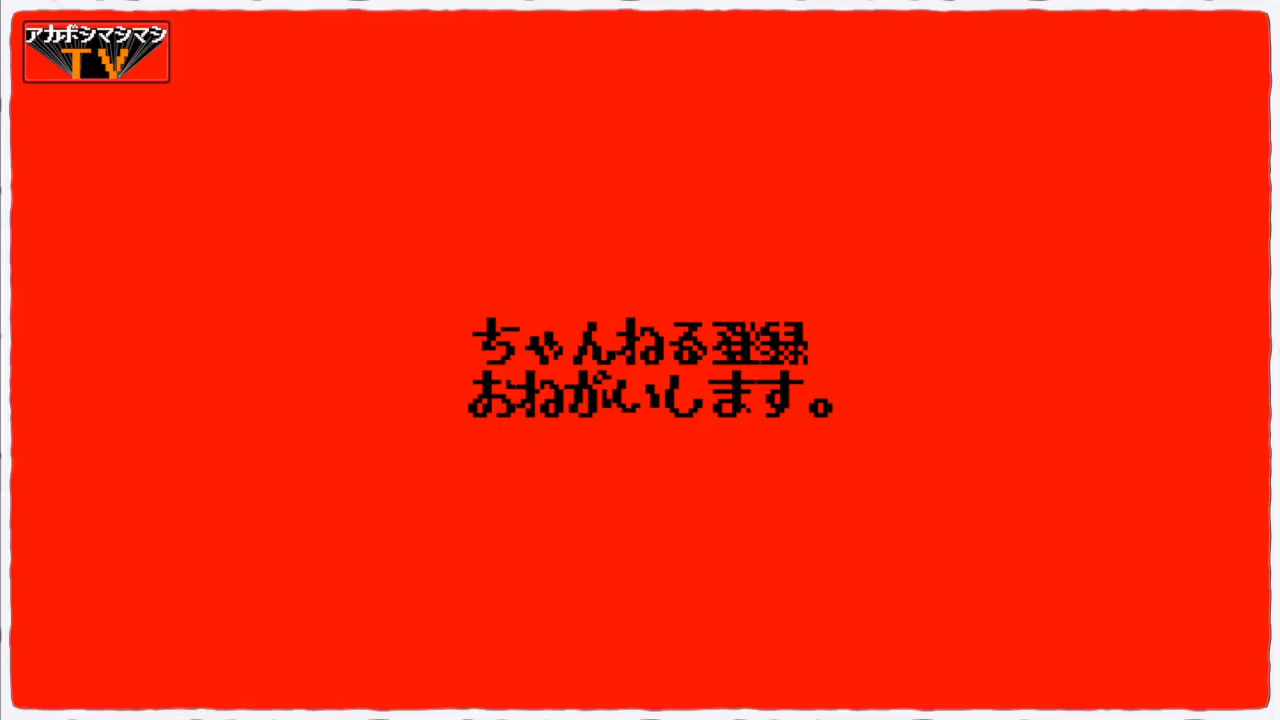 アカボシマシマシ
TV
ちゃんねる登録
おねがいします。